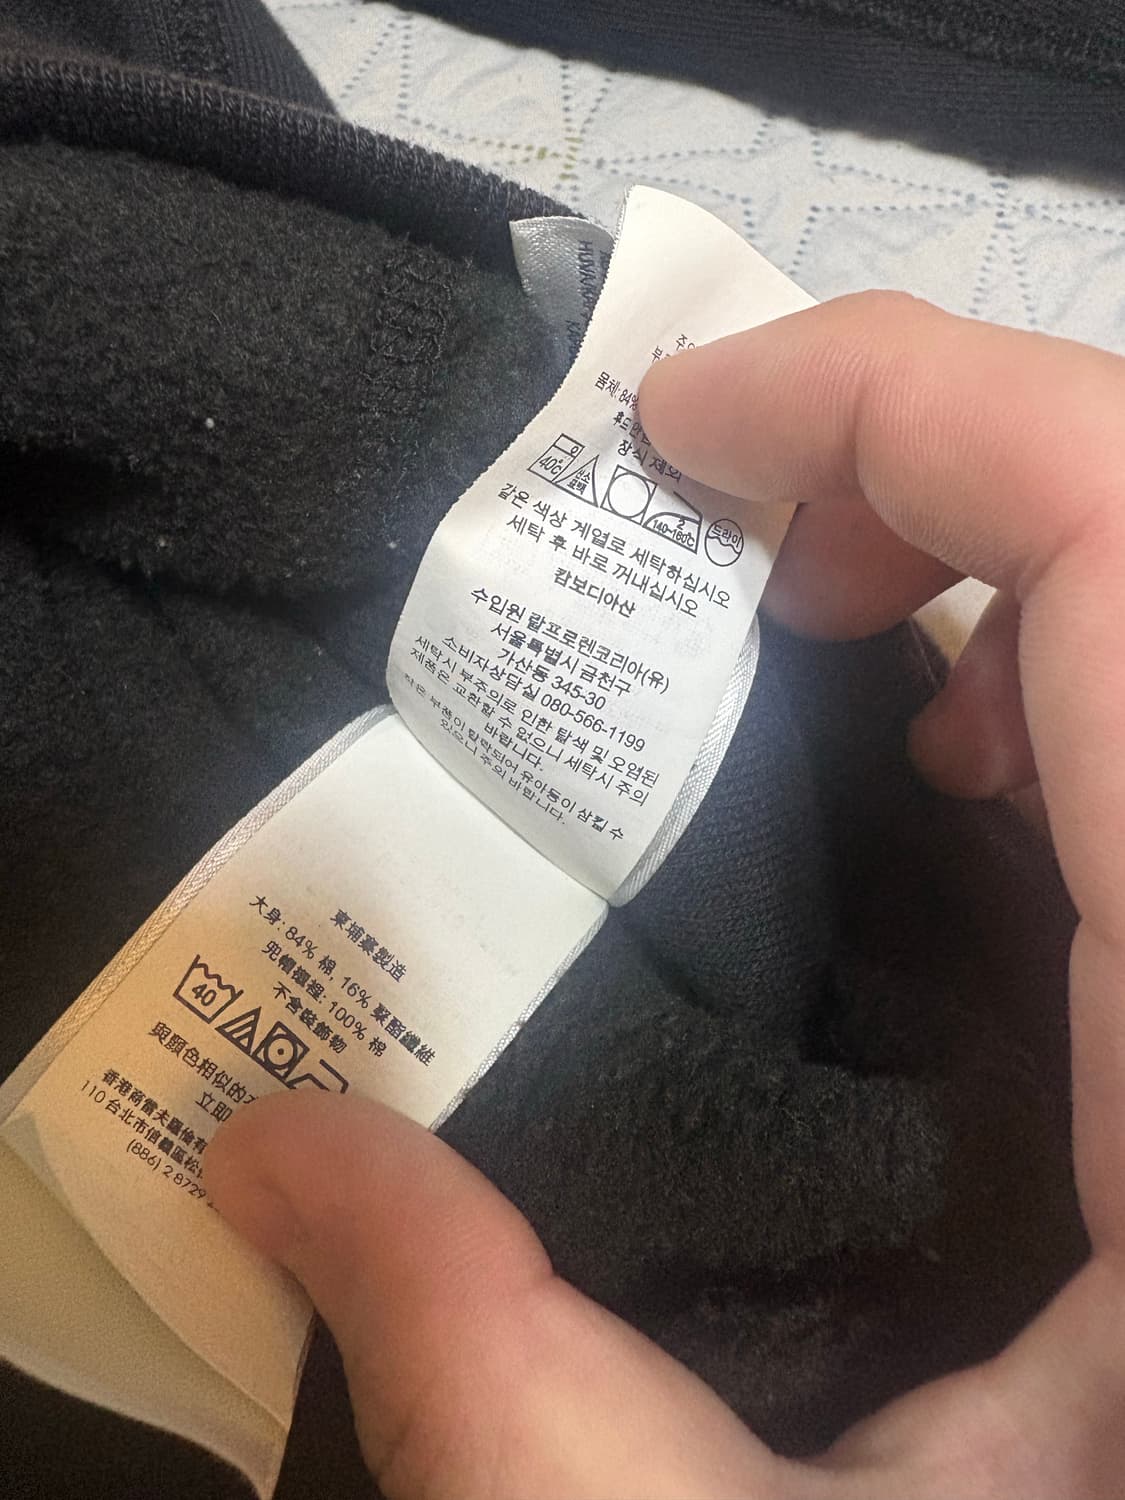 몸체: 84%
장식 제외
40℃ 산소 표백 2 140~160℃ 드라이
같은 색상 계열로 세탁하십시오
세탁 후 바로 꺼내십시오
캄보디아산
수입원 랄프로렌코리아(유)
서울특별시 금천구
가산동 345-30
소비자상담실 080-566-1199
세탁시 부주의로 인한 탈색 및 오염된
제품은 교환할 수 없으니 세탁시 주의
바랍니다.
작은 부품이 탈락되어 유아동이 삼킬 수
있으니 주의 바랍니다.
柬埔寨製造
大身: 84% 棉, 16% 聚酯纖維
兜帽襯裡: 100% 棉
不含裝飾物
40
與顏色相似的
立即
香港商雷夫羅倫有
110 台北市信義區松
(886) 2 8729